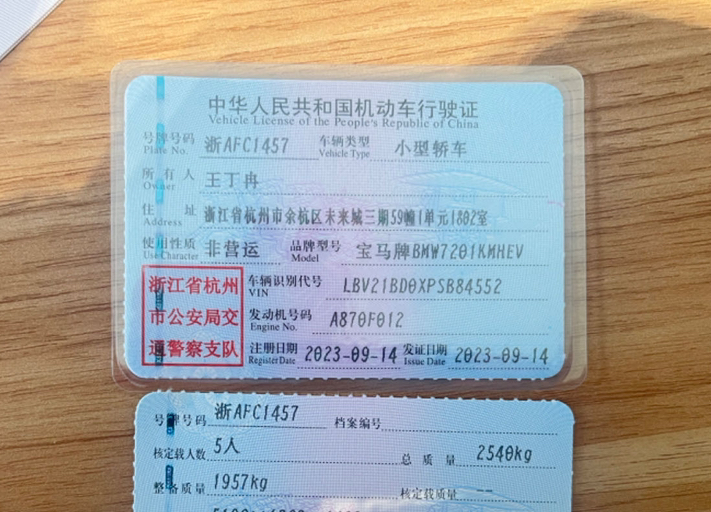 中华人民共和国机动车行驶证
Vehicle License of the People's Republic of China
号牌号码 浙AFC1457 车辆类型 小型轿车
Plate No. Vehicle Type
所有人 王丁冉
Owner
住址 浙江省杭州市余杭区未来城三期59幢1单元1802室
Address
使用性质 非营运 品牌型号 宝马牌BMW7201KMHEV
Use Character Model
浙江省杭州
市公安局交
通警察支队
车辆识别代号 LBV21BD0XPSB84552
VIN
发动机号码 A870F012
Engine No.
注册日期 2023-09-14 发证日期 2023-09-14
Register Date Issue Date
号牌号码 浙AFC1457 档案编号
核定载人数 5人 总质量 2540kg
整备质量 1957kg 核定载质量 --